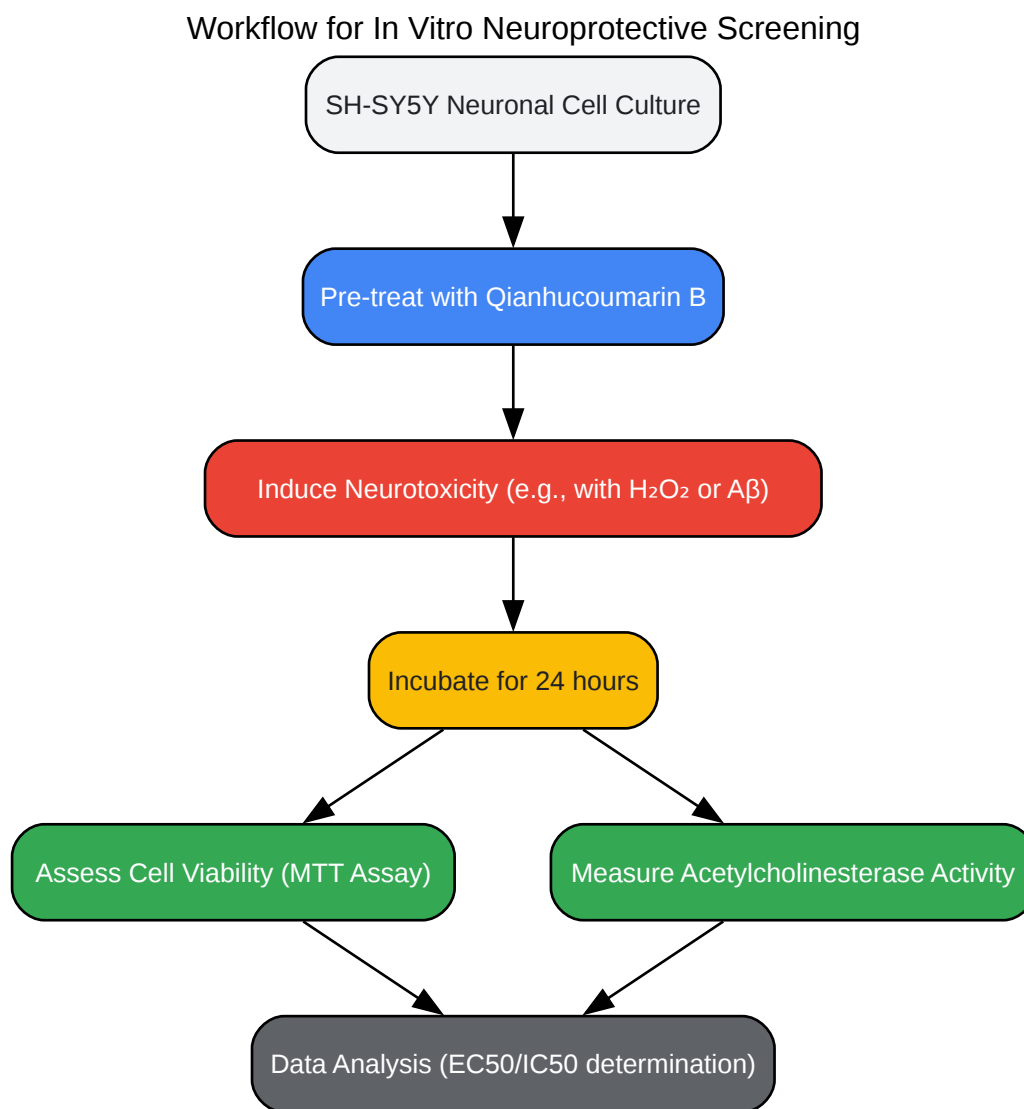 Workflow for In Vitro Neuroprotective Screening
SH-SY5Y Neuronal Cell Culture
Pre-treat with Qianhucoumarin B
Induce Neurotoxicity (e.g., with H₂O₂ or Aβ)
Incubate for 24 hours
Assess Cell Viability (MTT Assay)
Measure Acetylcholinesterase Activity
Data Analysis (EC50/IC50 determination)